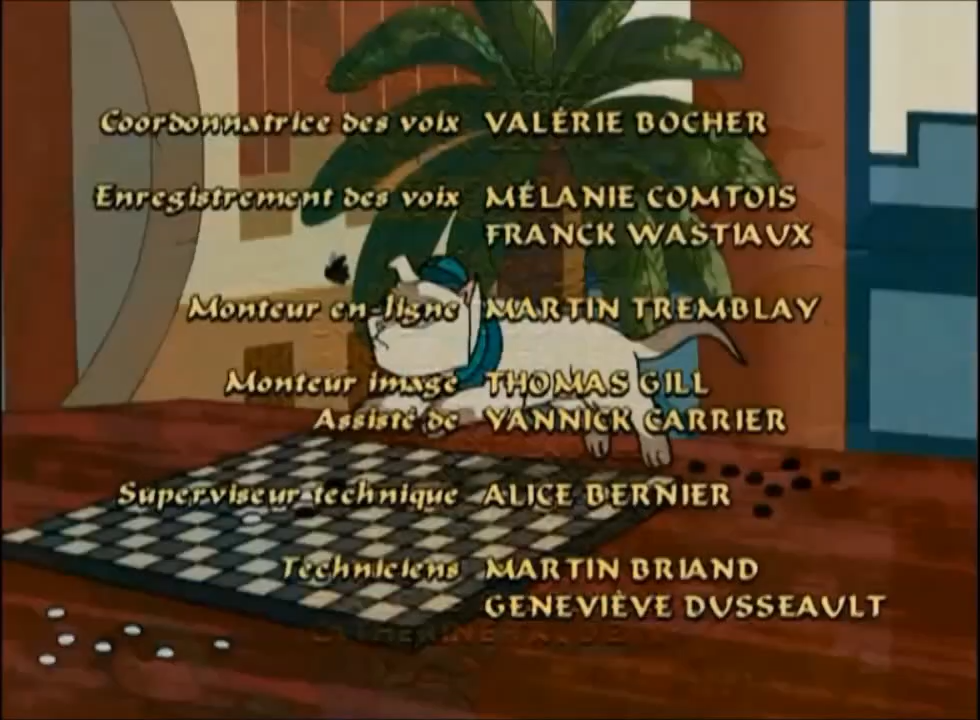 Coordonnatrice des voix VALÉRIE BOCHER
Enregistrement des voix MÉLANIE COMTOIS
FRANCK WASTIAUX
Monteur en-ligne MARTIN TREMBLAY
Monteur image THOMAS GILL
Assisté de YANNICK CARRIER
Superviseur technique ALICE BERNIER
Techniciens MARTIN BRIAND
GENEVIÈVE DUSSEAULT